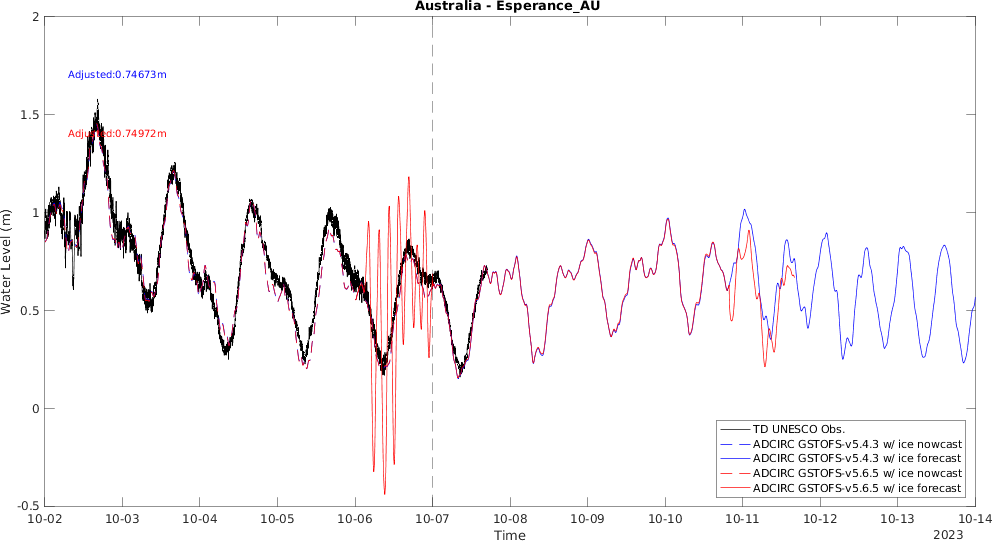 Australia - Esperance_AU
2
1.5
1
0.5
0
-0.5
Water Level (m)
Adjusted:0.74673m
Adjusted:0.74972m
TD UNESCO Obs.
ADCIRC GSTOFS-v5.4.3 w/ ice nowcast
ADCIRC GSTOFS-v5.4.3 w/ ice forecast
ADCIRC GSTOFS-v5.6.5 w/ ice nowcast
ADCIRC GSTOFS-v5.6.5 w/ ice forecast
10-02 10-03 10-04 10-05 10-06 10-07 10-08 10-09 10-10 10-11 10-12 10-13 10-14
Time
2023